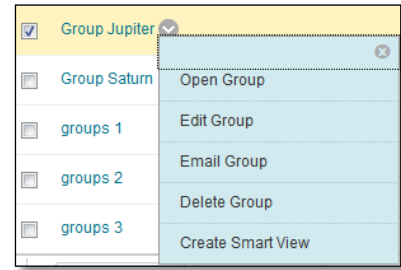 Group Jupiter
Group Saturn
groups 1
groups 2
groups 3
Open Group
Edit Group
Email Group
Delete Group
Create Smart View